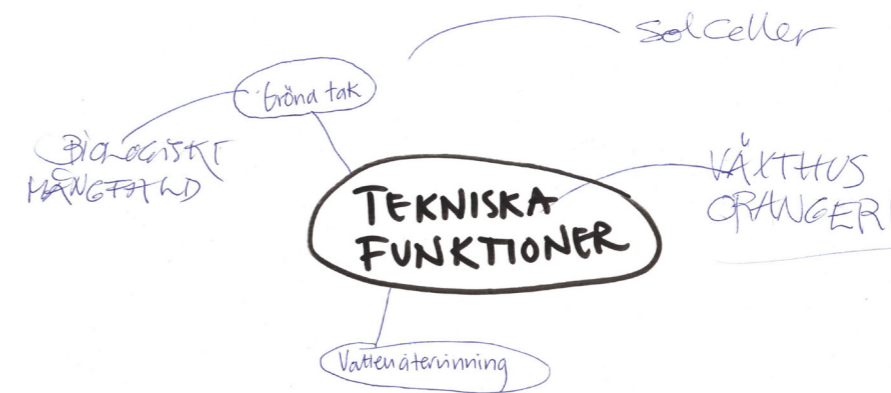 Solceller
Gröna tak
BIOLOGISKT
MÅNGFALD
VÄXTHUS
ORANGERI
TEKNISKA
FUNKTIONER
Vattenåtervinning